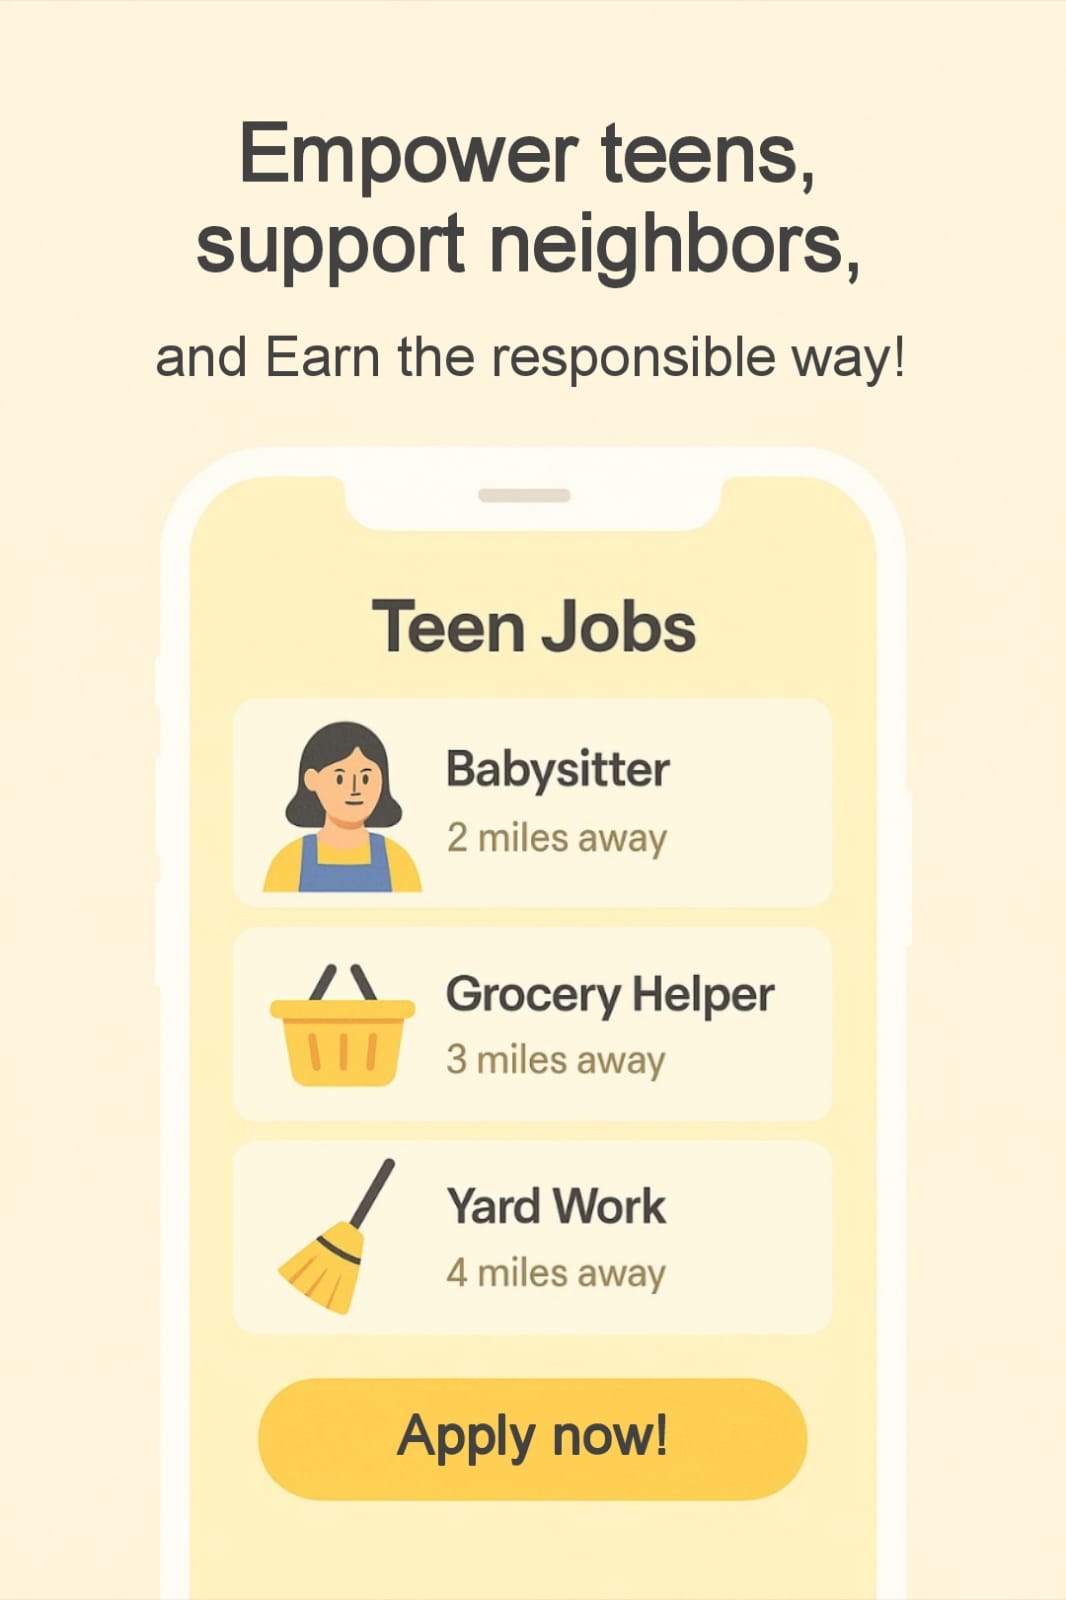 Empower teens,
support neighbors,
and Earn the responsible way!
Teen Jobs
Babysitter
2 miles away
Grocery Helper
3 miles away
Yard Work
4 miles away
Apply now!